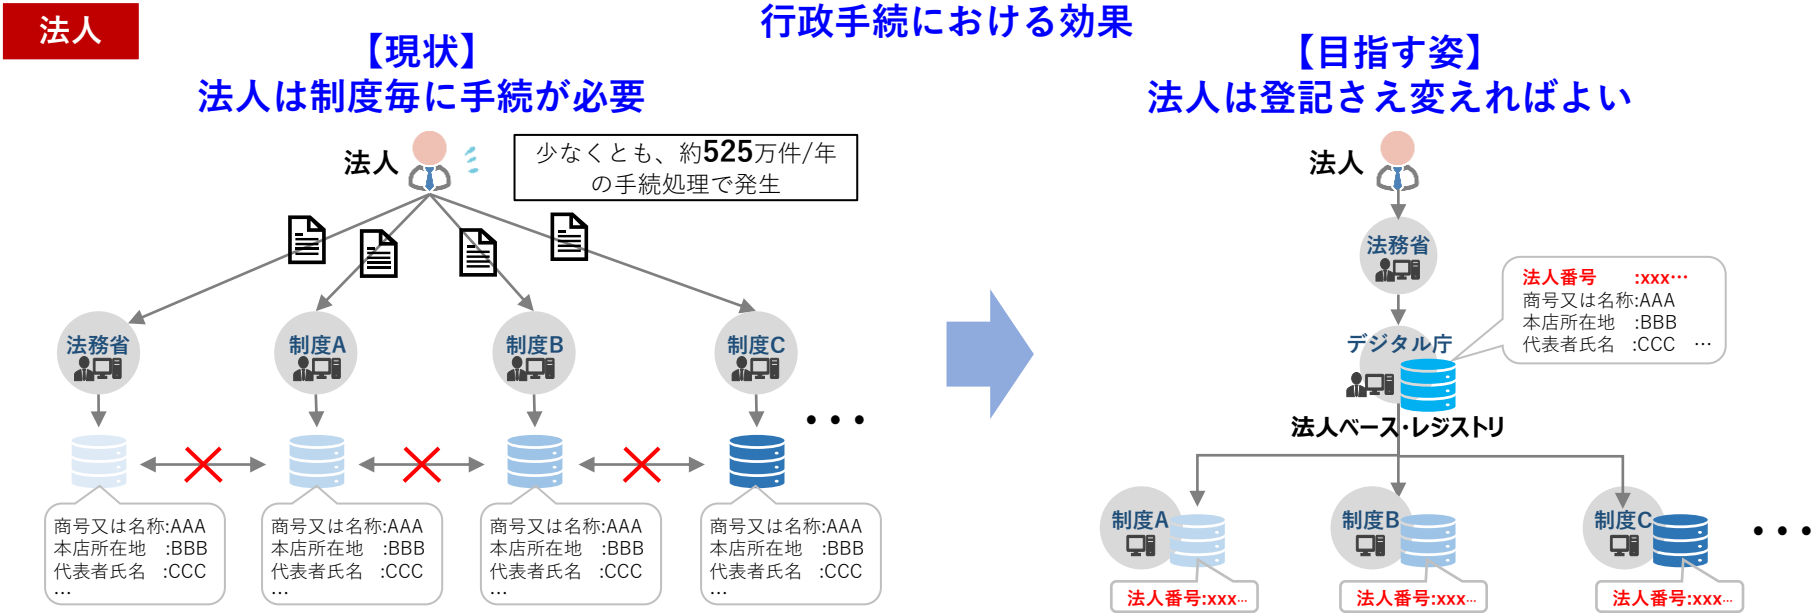 法人
行政手続における効果
【現状】
法人は制度毎に手続が必要
法人
少なくとも、約525万件/年
の手続処理で発生
法務省
制度A
制度B
制度C
・・・
商号又は名称:AAA
本店所在地　:BBB
代表者氏名　:CCC
…
商号又は名称:AAA
本店所在地　:BBB
代表者氏名　:CCC
…
商号又は名称:AAA
本店所在地　:BBB
代表者氏名　:CCC
…
商号又は名称:AAA
本店所在地　:BBB
代表者氏名　:CCC
…
【目指す姿】
法人は登記さえ変えればよい
法人
法務省
法人番号　　:xxx…
商号又は名称:AAA
本店所在地　:BBB
代表者氏名　:CCC　…
デジタル庁
法人ベース・レジストリ
制度A
制度B
制度C
・・・
法人番号:xxx…
法人番号:xxx…
法人番号:xxx…